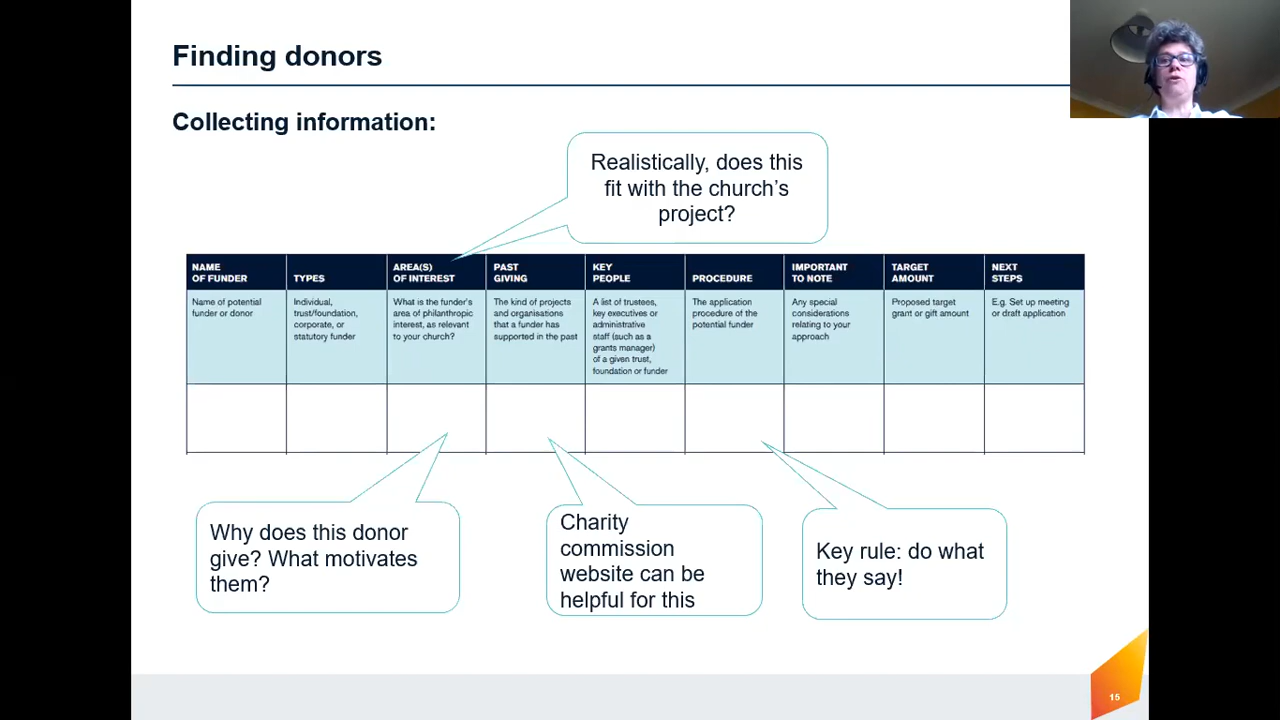 Finding donors
Collecting information:
Realistically, does this
fit with the church's
project?
NAME
OF FUNDER
TYPES
AREA(S)
OF INTEREST
PAST
GIVING
KEY
PEOPLE
PROCEDURE
IMPORTANT
TO NOTE
TARGET
AMOUNT
NEXT
STEPS
Name of potential
funder or donor
Individual,
trust/foundation,
corporate, or
statutory funder
What is the funder's
area of philanthropic
interest, as relevant
to your church?
The kind of projects
and organisations
that a funder has
supported in the past
A list of trustees,
key executives or
administrative
staff (such as a
grants manager)
of a given trust,
foundation or funder
The application
procedure of the
potential funder
Any special
considerations
relating to your
approach
Proposed target
grant or gift amount
E.g. Set up meeting
or draft application
Why does this donor
give? What motivates
them?
Charity
commission
website can be
helpful for this
Key rule: do what
they say!
15